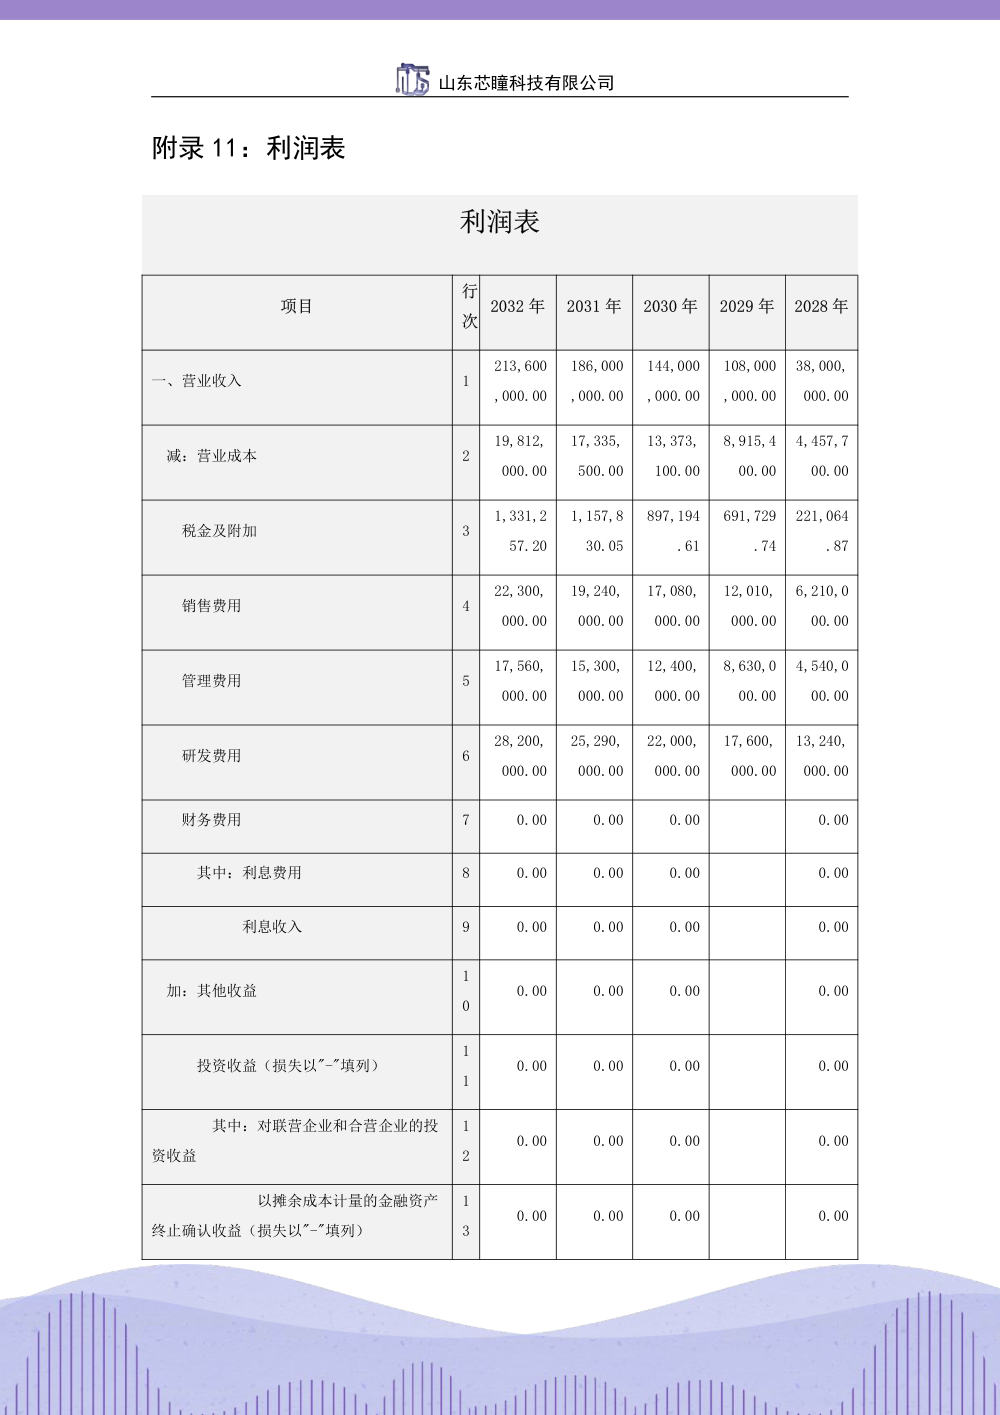 山东芯瞳科技有限公司
附录 11：利润表
利润表
项目 行次 2032 年 2031 年 2030 年 2029 年 2028 年
一、营业收入 1 213,600,000.00 186,000,000.00 144,000,000.00 108,000,000.00 38,000,000.00
减：营业成本 2 19,812,000.00 17,335,500.00 13,373,100.00 8,915,400.00 4,457,700.00
税金及附加 3 1,331,257.20 1,157,830.05 897,194.61 691,729.74 221,064.87
销售费用 4 22,300,000.00 19,240,000.00 17,080,000.00 12,010,000.00 6,210,000.00
管理费用 5 17,560,000.00 15,300,000.00 12,400,000.00 8,630,000.00 4,540,000.00
研发费用 6 28,200,000.00 25,290,000.00 22,000,000.00 17,600,000.00 13,240,000.00
财务费用 7 0.00 0.00 0.00 0.00
其中：利息费用 8 0.00 0.00 0.00 0.00
利息收入 9 0.00 0.00 0.00 0.00
加：其他收益 10 0.00 0.00 0.00 0.00
投资收益（损失以"-"填列） 11 0.00 0.00 0.00 0.00
其中：对联营企业和合营企业的投资收益 12 0.00 0.00 0.00 0.00
以摊余成本计量的金融资产终止确认收益（损失以"-"填列） 13 0.00 0.00 0.00 0.00